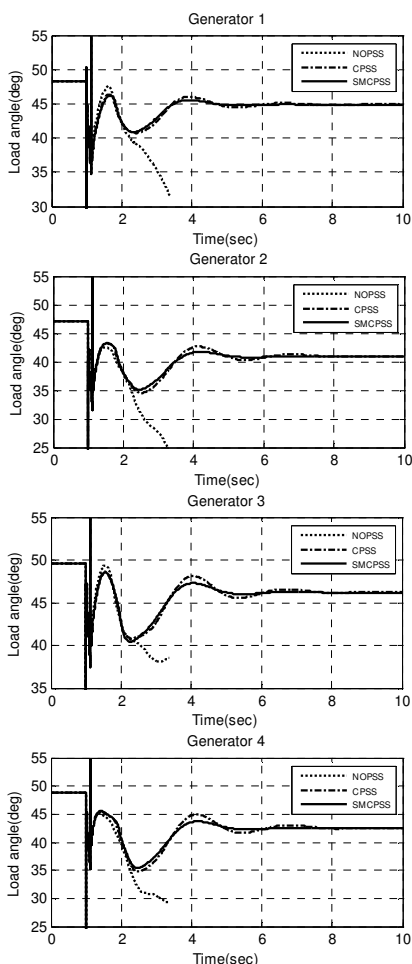 Generator 1
55
50
45
40
35
30
Load angle(deg)
NOPSS
CPSS
SMCPSS
0 2 4 6 8 10
Time(sec)
Generator 2
55
50
45
40
35
30
25
Load angle(deg)
NOPSS
CPSS
SMCPSS
0 2 4 6 8 10
Time(sec)
Generator 3
55
50
45
40
35
Load angle(deg)
NOPSS
CPSS
SMCPSS
0 2 4 6 8 10
Time(sec)
Generator 4
55
50
45
40
35
30
25
Load angle(deg)
NOPSS
CPSS
SMCPSS
0 2 4 6 8 10
Time(sec)